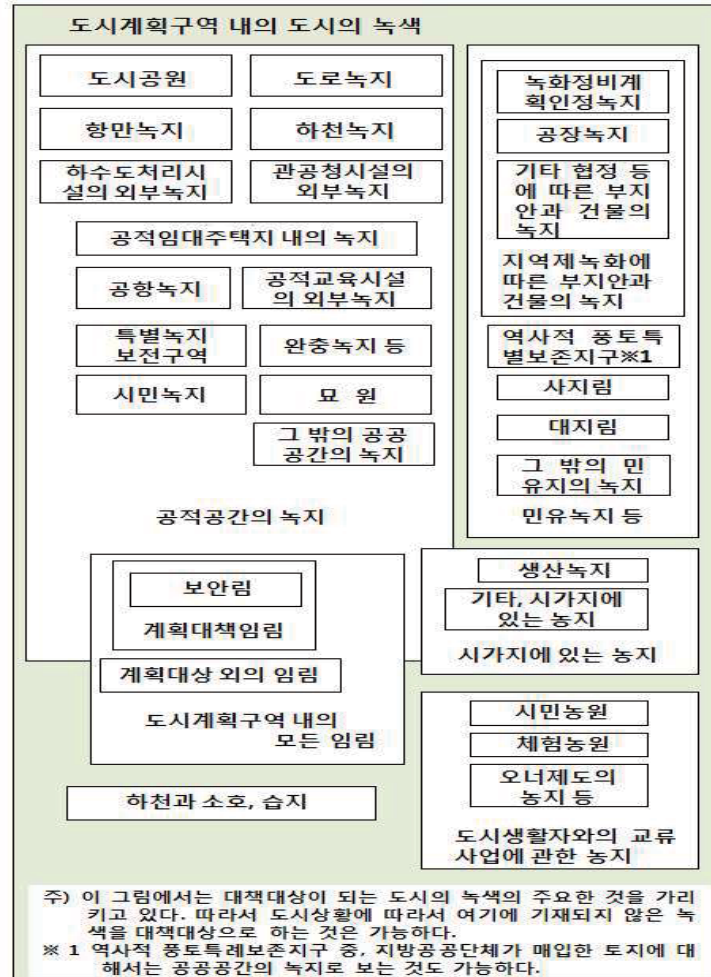 도시계획구역 내의 도시의 녹색
도시공원
도로녹지
항만녹지
하천녹지
하수도처리시
설의 외부녹지
관공청시설의
외부녹지
공적임대주택지 내의 녹지
공항녹지
공적교육시설
의 외부녹지
특별녹지
보전구역
완충녹지 등
시민녹지
묘 원
그 밖의 공공
공간의 녹지
공적공간의 녹지
녹화정비계
획인정녹지
공장녹지
기타 협정 등
에 따른 부지
안과 건물의
녹지
지역제녹화에
따른 부지안과
건물의 녹지
역사적 풍토특
별보존지구※1
사지림
대지림
그 밖의 민
유지의 녹지
민유녹지 등
보안림
계획대책임림
계획대상 외의 임림
도시계획구역 내의
모든 임림
생산녹지
기타, 시가지에
있는 농지
시가지에 있는 농지
시민농원
체험농원
오너제도의
농지 등
도시생활자와의 교류
사업에 관한 농지
하천과 소호, 습지
주) 이 그림에서는 대책대상이 되는 도시의 녹색의 주요한 것을 가리
키고 있다. 따라서 도시상황에 따라서 여기에 기재되지 않은 녹
색을 대책대상으로 하는 것은 가능하다.
※ 1 역사적 풍토특례보존지구 중, 지방공공단체가 매입한 토지에 대
해서는 공공공간의 녹지로 보는 것도 가능하다.